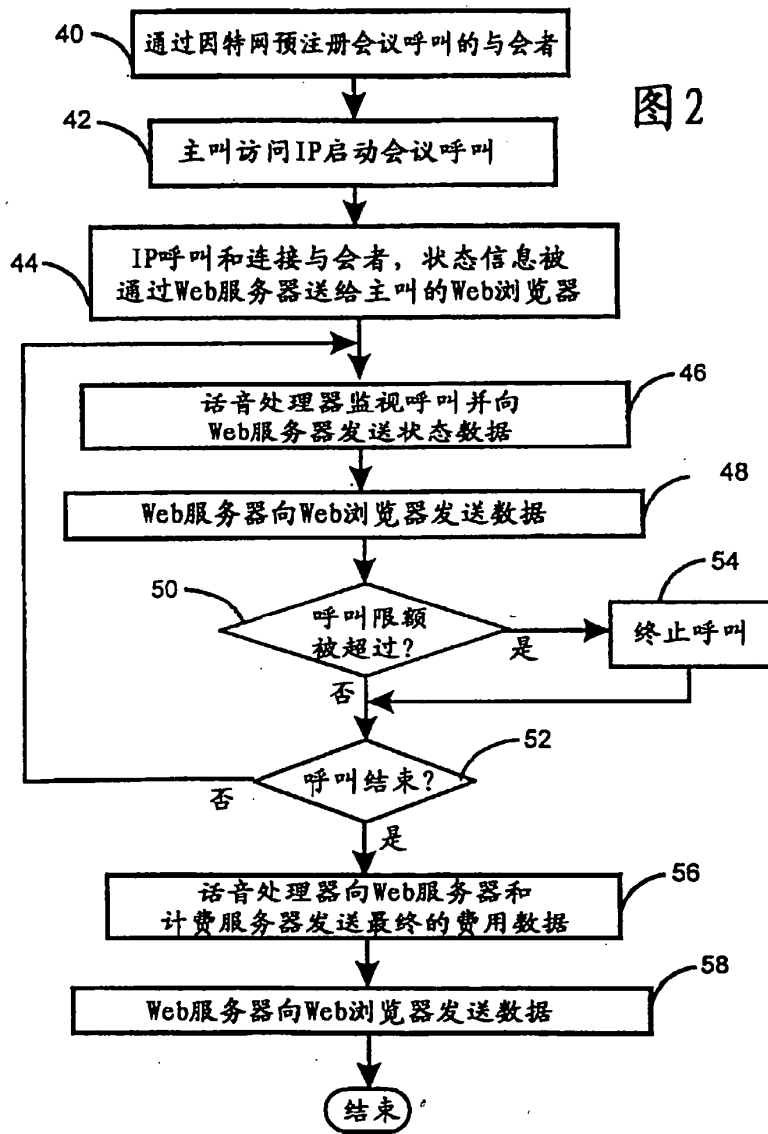 40
通过因特网预注册会议呼叫的与会者
图2
42
主叫访问IP启动会议呼叫
44
IP呼叫和连接与会者，状态信息被
通过Web服务器送给主叫的Web浏览器
46
话音处理器监视呼叫并向
Web服务器发送状态数据
48
Web服务器向Web浏览器发送数据
50
呼叫限额
被超过？
是
54
终止呼叫
否
52
呼叫结束？
否
是
56
话音处理器向Web服务器和
计费服务器发送最终的费用数据
58
Web服务器向Web浏览器发送数据
结束